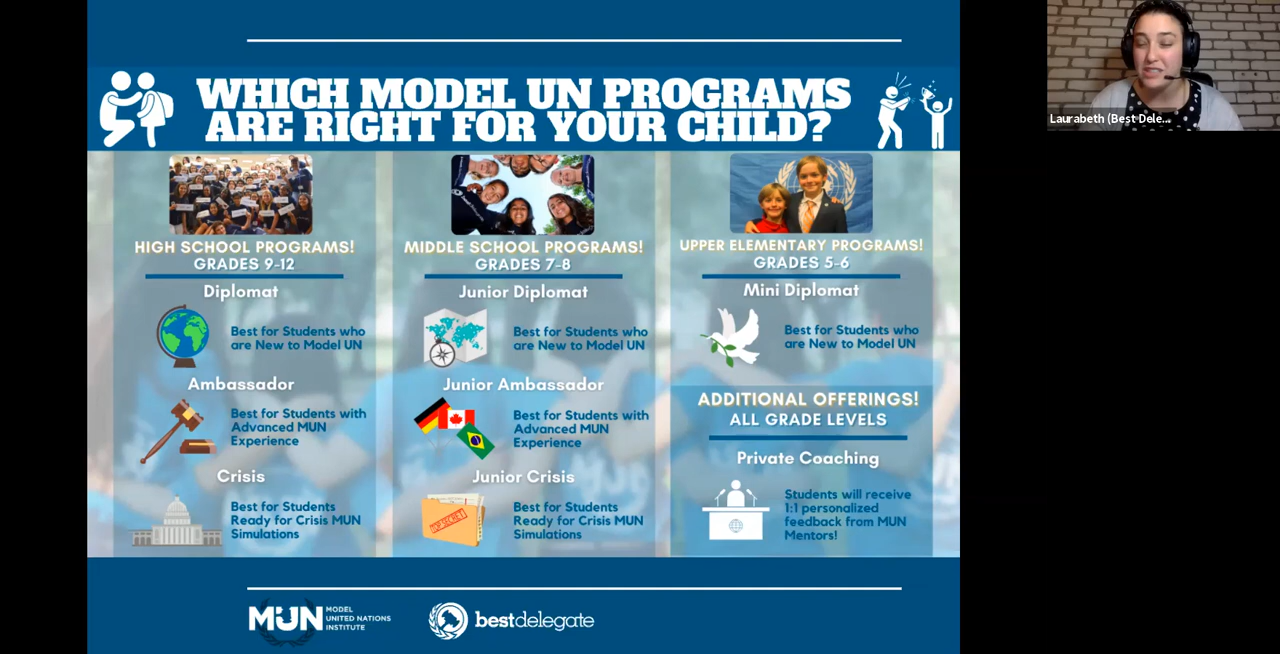 WHICH MODEL UN PROGRAMS
ARE RIGHT FOR YOUR CHILD?
HIGH SCHOOL PROGRAMS!
GRADES 9-12
Diplomat
Best for Students who
are New to Model UN
Ambassador
Best for Students with
Advanced MUN
Experience
Crisis
Best for Students
Ready for Crisis MUN
Simulations
MIDDLE SCHOOL PROGRAMS!
GRADES 7-8
Junior Diplomat
Best for Students who
are New to Model UN
Junior Ambassador
Best for Students with
Advanced MUN
Experience
Junior Crisis
TOP SECRET
Best for Students
Ready for Crisis MUN
Simulations
UPPER ELEMENTARY PROGRAMS!
GRADES 5-6
Mini Diplomat
Best for Students who
are New to Model UN
ADDITIONAL OFFERINGS!
ALL GRADE LEVELS
Private Coaching
Students will receive
1:1 personalized
feedback from MUN
Mentors!
MUN MODEL
UNITED NATIONS
INSTITUTE
bestdelegate
Laurabeth (Best Dele...